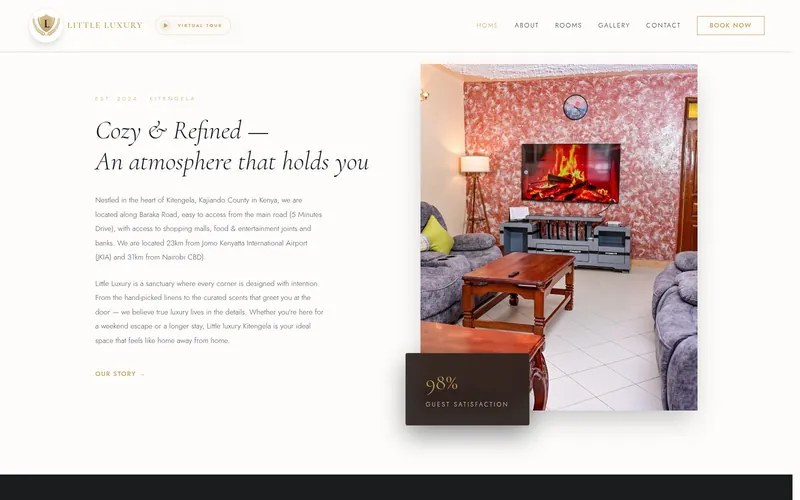 L
LITTLE LUXURY
VIRTUAL TOUR
HOME
ABOUT
ROOMS
GALLERY
CONTACT
BOOK NOW
EST. 2024 · KITENGELA
Cozy & Refined —
An atmosphere that holds you
Nestled in the heart of Kitengela, Kajiando County in Kenya, we are
located along Baraka Road, easy to access from the main road (5 Minutes
Drive), with access to shopping malls, food & entertainment joints and
banks. We are located 23km from Jomo Kenyatta International Airport
(JKIA) and 31km from Nairobi CBD).
Little Luxury is a sanctuary where every corner is designed with intention.
From the hand-picked linens to the curated scents that greet you at the
door — we believe true luxury lives in the details. Whether you're here for
a weekend escape or a longer stay, Little luxury Kitengela is your ideal
space that feels like home away from home.
OUR STORY →
98%
GUEST SATISFACTION